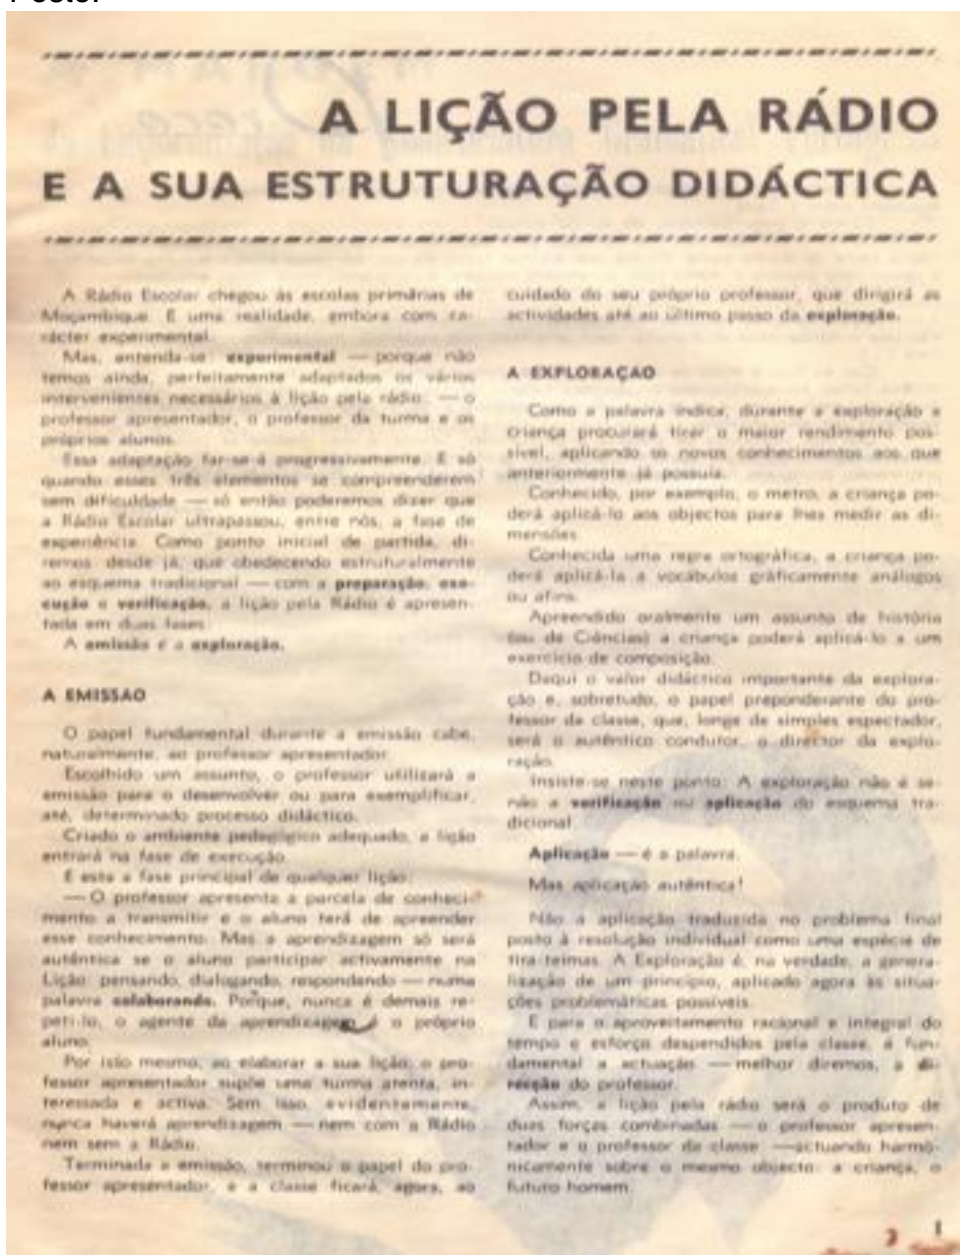 A LIÇÃO PELA RÁDIO
E A SUA ESTRUTURAÇÃO DIDÁCTICA
A Rádio Escolar chegou às escolas primárias de
Moçambique. É uma realidade, embora com ca-
rácter experimental.
Mas, entenda-se: experimental — porque não
temos ainda, perfeitamente adaptados os vários
intervenientes necessários à lição pela rádio: — o
professor apresentador, o professor da turma e os
próprios alunos.
Essa adaptação far-se-á progressivamente. E só
quando esses três elementos se compreenderem
sem dificuldade — só então poderemos dizer que
a Rádio Escolar ultrapassou, entre nós, a fase de
experiência. Como ponto inicial de partida, di-
remos desde já, que obedecendo estruturalmente
ao esquema tradicional — com a preparação, exe-
cução e verificação, a lição pela Rádio é apresen-
tada em duas fases:
A emissão e a exploração.
A EMISSÃO
O papel fundamental durante a emissão cabe,
naturalmente, ao professor apresentador.
Escolhido um assunto, o professor utilizará a
emissão para o desenvolver ou para exemplificar,
até, determinado processo didáctico.
Criado o ambiente pedagógico adequado, a lição
entrará na fase de execução.
É esta a fase principal de qualquer lição:
— O professor apresenta a parcela de conheci-
mento a transmitir e o aluno terá de apreender
esse conhecimento. Mas a aprendizagem só será
autêntica se o aluno participar activamente na
Lição: pensando, dialogando, respondendo — numa
palavra colaborando. Porque, nunca é demais re-
peti-lo, o agente da aprendizagem é o próprio
aluno.
Por isto mesmo, ao elaborar a sua lição, o pro-
fessor apresentador supõe uma turma atenta, in-
teressada e activa. Sem isso, evidentemente,
nunca haverá aprendizagem — nem com a Rádio
nem sem a Rádio.
Terminada a emissão, terminou o papel do pro-
fessor apresentador, e a classe ficará, agora, ao
cuidado do seu próprio professor, que dirigirá as
actividades até ao último passo da exploração.
A EXPLORAÇÃO
Como a palavra indica, durante a exploração a
criança procurará tirar o maior rendimento pos-
sível, aplicando os novos conhecimentos aos que
anteriormente já possuía.
Conhecido, por exemplo, o metro, a criança po-
derá aplicá-lo aos objectos para lhes medir as di-
mensões.
Conhecida uma regra ortográfica, a criança po-
derá aplicá-la a vocábulos gràficamente análogos
ou afins.
Apreendido oralmente um assunto de história
(ou de Ciências) a criança poderá aplicá-lo a um
exercício de composição.
Daqui o valor didáctico importante da explora-
ção e, sobretudo, o papel preponderante do pro-
fessor da classe, que, longe de simples espectador,
será o autêntico condutor, o director da explo-
ração.
Insiste-se neste ponto: A exploração não é se-
não a verificação ou aplicação do esquema tra-
dicional.
Aplicação — é a palavra.
Mas aplicação autêntica!
Não a aplicação traduzida no problema final
posto à resolução individual como uma espécie de
tira-teimas. A Exploração é, na verdade, a genera-
lização de um princípio, aplicado agora às situa-
ções problemáticas possíveis.
E para o aproveitamento racional e integral do
tempo e esforço despendidos pela classe, é fun-
damental a actuação — melhor diremos, a di-
recção do professor.
Assim, a lição pela rádio será o produto de
duas forças combinadas — o professor apresen-
tador e o professor da classe — actuando harmò-
nicamente sobre o mesmo objecto: a criança, o
futuro homem.
1